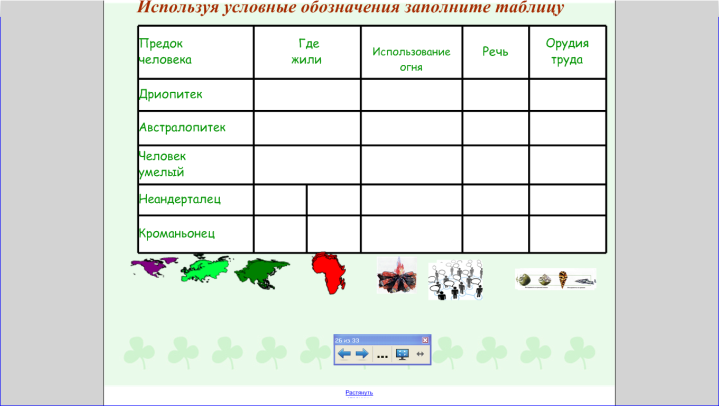 Используя условные обозначения заполните таблицу
Предок
человека
Где
жили
Использование
огня
Речь
Орудия
труда
Дриопитек
Австралопитек
Человек
умелый
Неандерталец
Кроманьонец
26 из 33
...
Растянуть